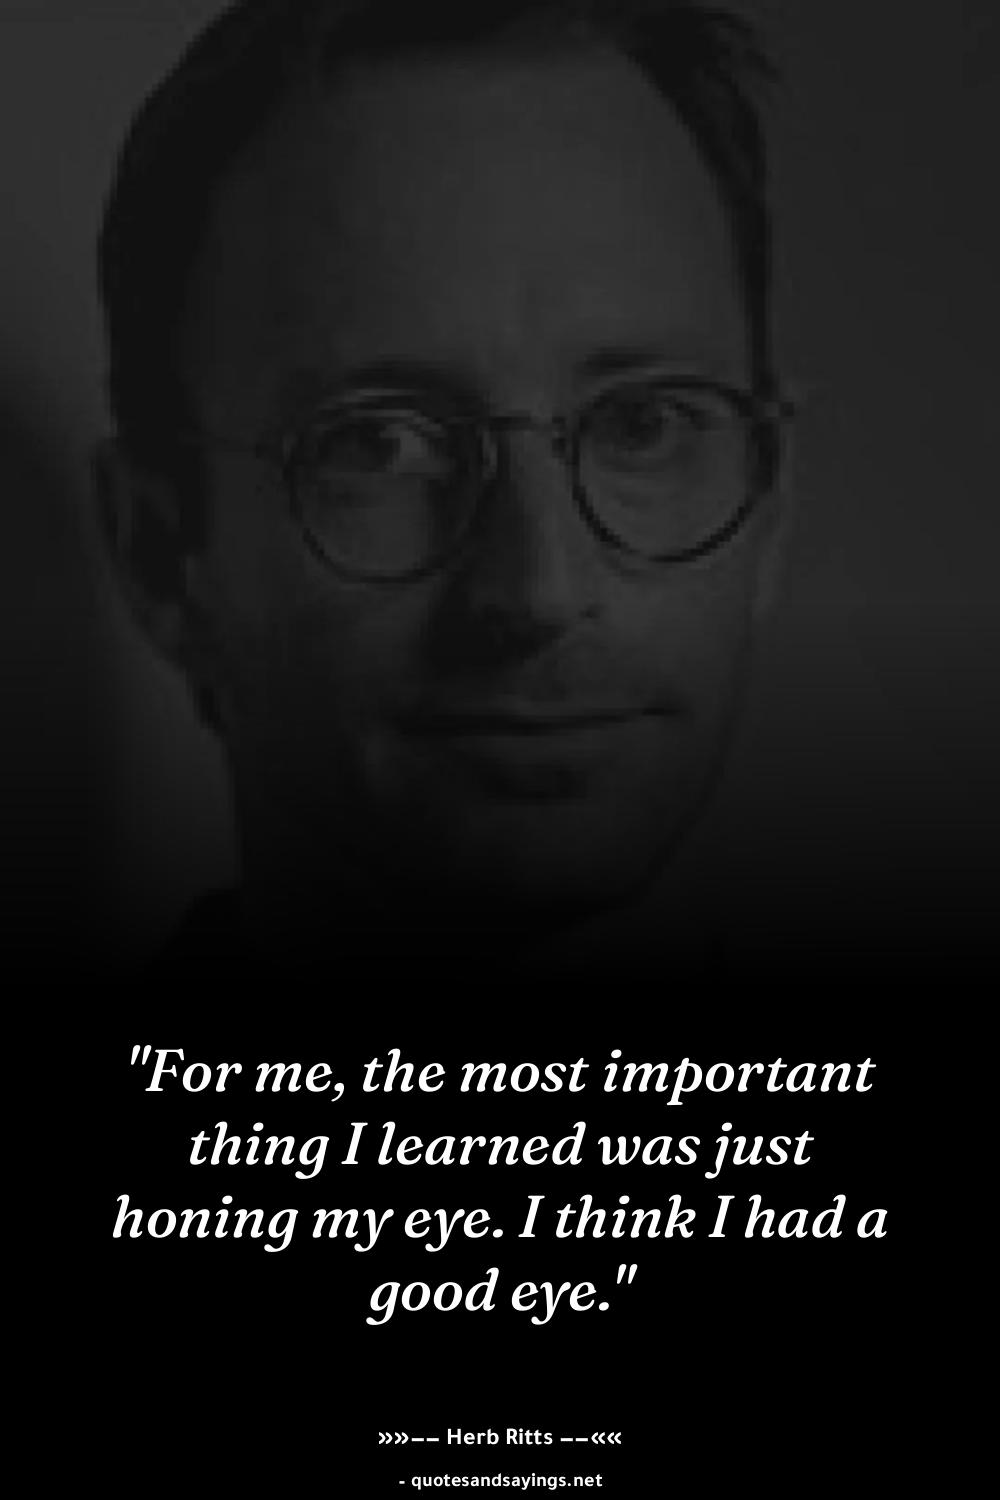 "For me, the most important
thing I learned was just
honing my eye. I think I had a
good eye."
»»—— Herb Ritts ——««
- quotesandsayings.net